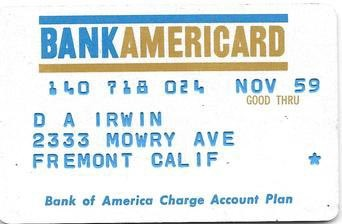 BANKAMERICARD
140 718 024 NOV 59
GOOD THRU
D A IRWIN
2333 MOWRY AVE
FREMONT CALIF *
Bank of America Charge Account Plan